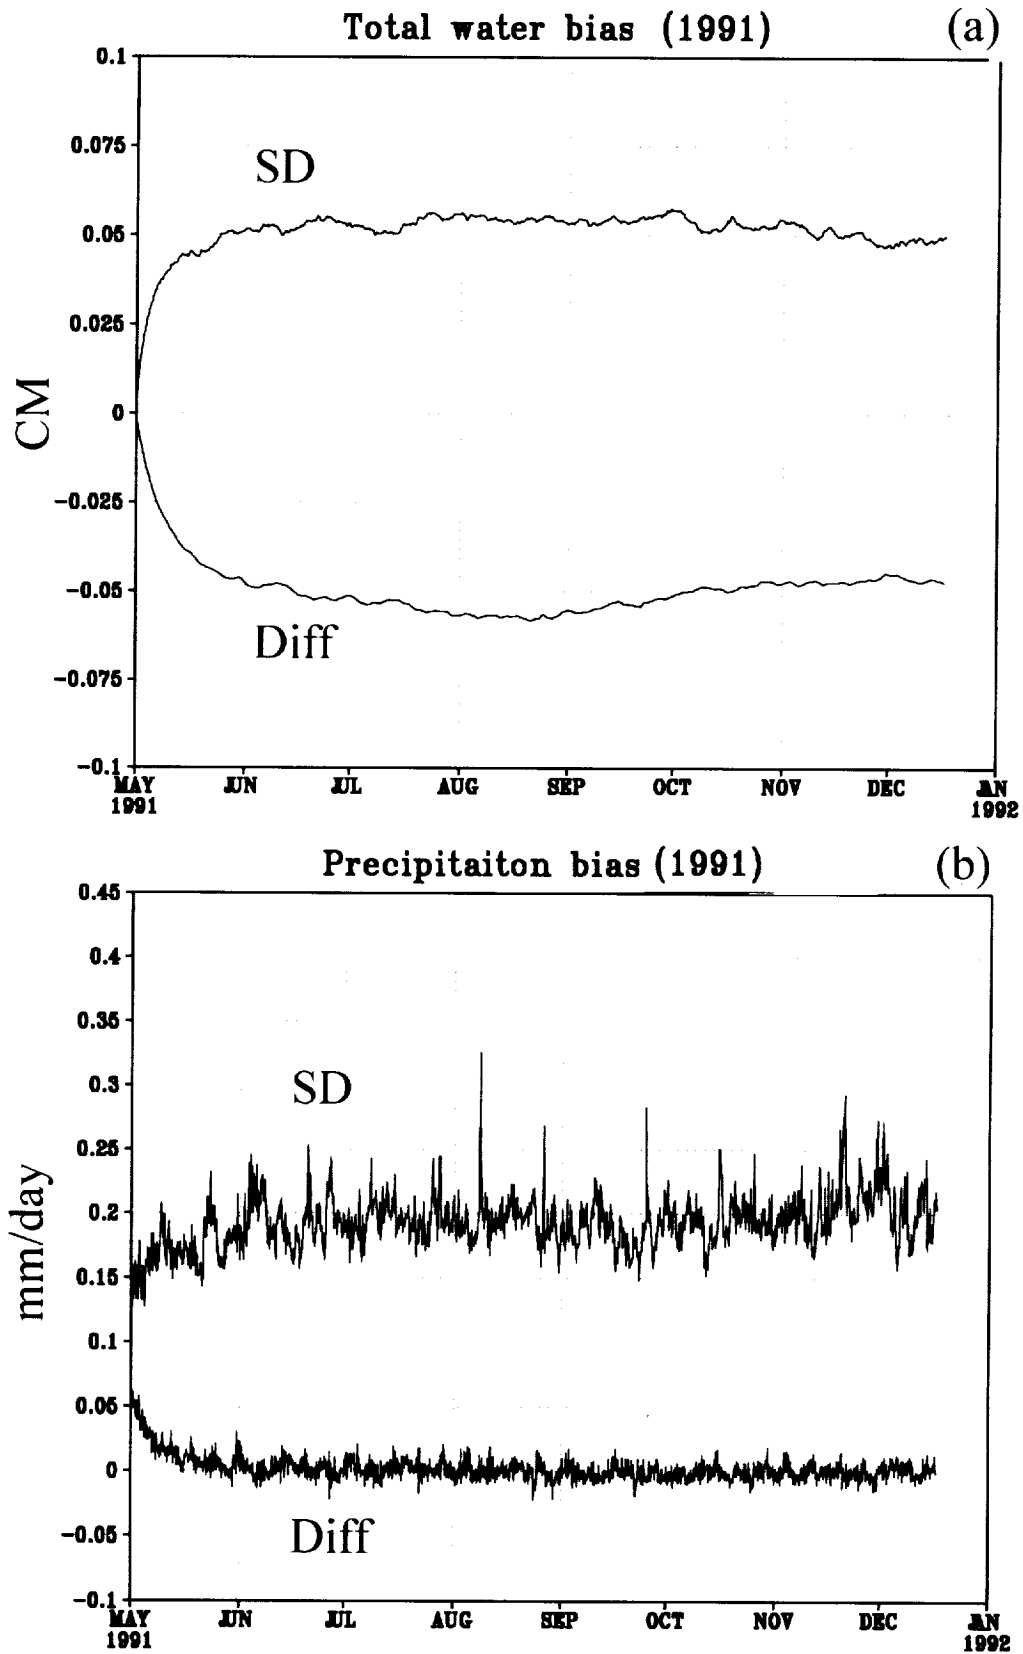 Total water bias (1991)
(a)
0.1
0.075
SD
0.05
0.025
CM
0
-0.025
-0.05
Diff
-0.075
-0.1
MAY JUN JUL AUG SEP OCT NOV DEC JAN
1991 1992
Precipitaiton bias (1991)
(b)
0.45
0.4
0.35
0.3
SD
0.25
mm/day
0.2
0.15
0.1
0.05
0
-0.05
Diff
-0.1
MAY JUN JUL AUG SEP OCT NOV DEC JAN
1991 1992